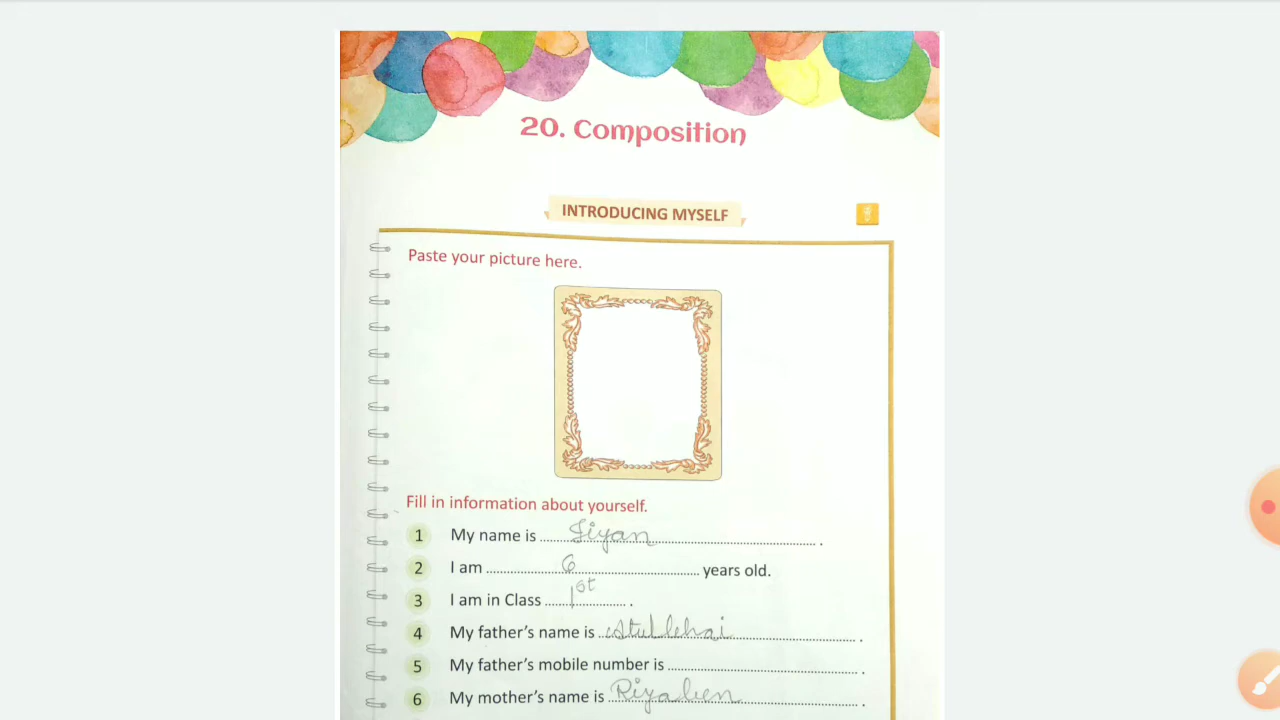 20. Composition
INTRODUCING MYSELF
Paste your picture here.
Fill in information about yourself.
1 My name is Jiyan.
2 I am 6 years old.
3 I am in Class 1st.
4 My father's name is Atulbhai.
5 My father's mobile number is .
6 My mother's name is Riyaben.